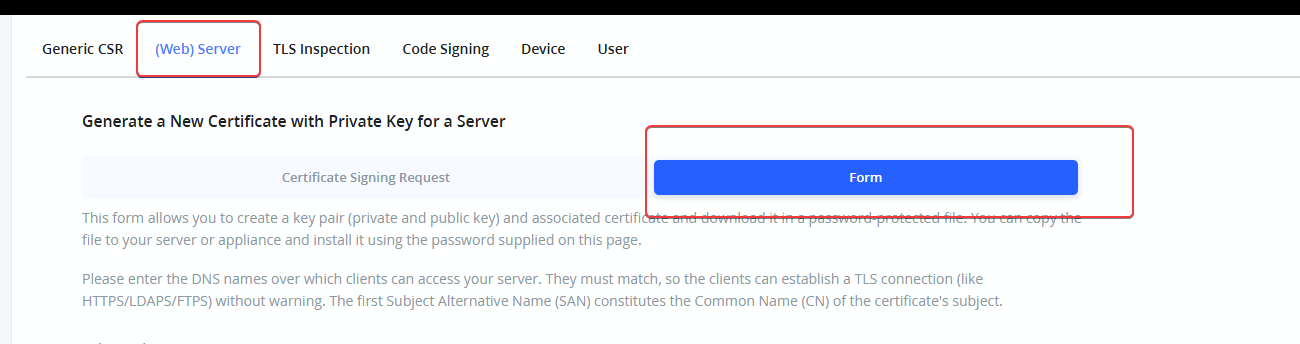 Generic CSR (Web) Server TLS Inspection Code Signing Device User
Generate a New Certificate with Private Key for a Server
Certificate Signing Request Form
This form allows you to create a key pair (private and public key) and associated certificate and download it in a password-protected file. You can copy the
file to your server or appliance and install it using the password supplied on this page.
Please enter the DNS names over which clients can access your server. They must match, so the clients can establish a TLS connection (like
HTTPS/LDAPS/FTPS) without warning. The first Subject Alternative Name (SAN) constitutes the Common Name (CN) of the certificate's subject.